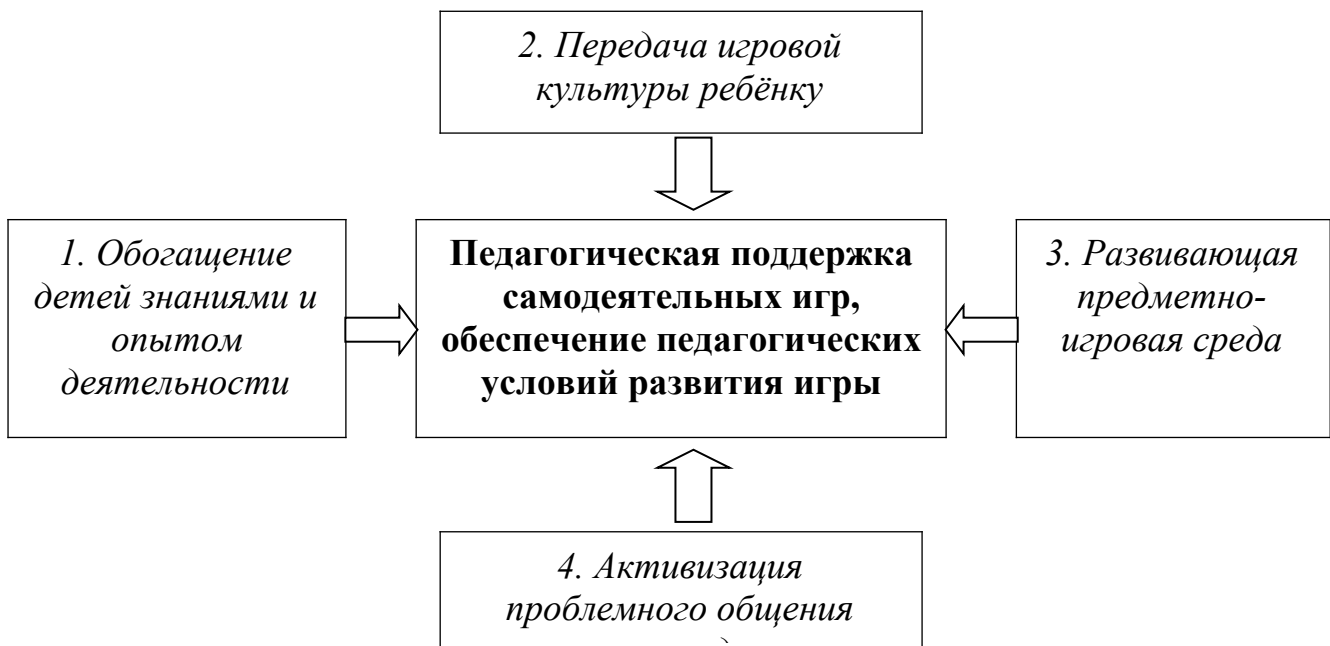 2. Передача игровой
культуры ребёнку
1. Обогащение
детей знаниями и
опытом
деятельности
Педагогическая поддержка
самодеятельных игр,
обеспечение педагогических
условий развития игры
3. Развивающая
предметно-
игровая среда
4. Активизация
проблемного общения